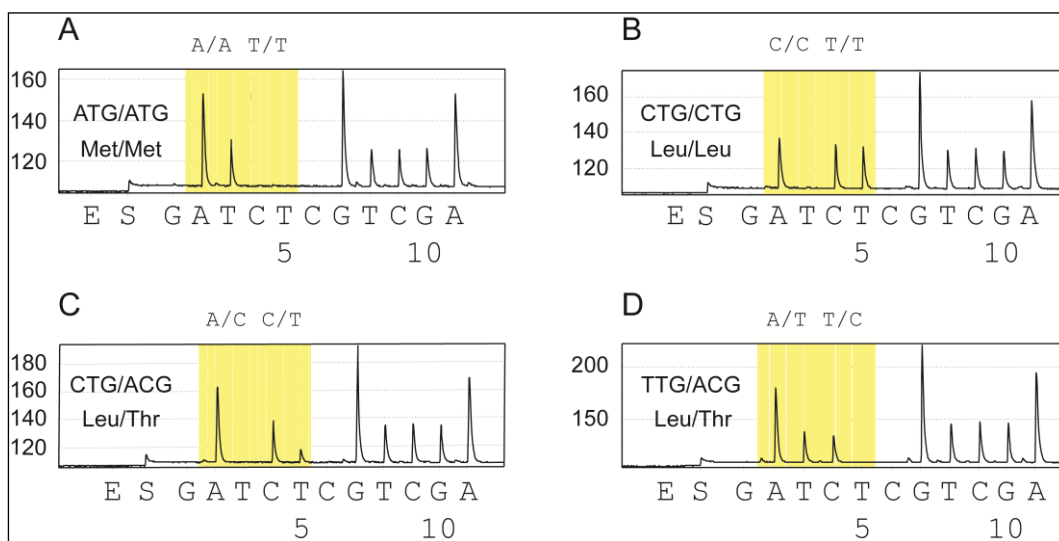 A
A/A T/T
160
140
120
ATG/ATG
Met/Met
E S G A T C T C G T C G A
5 10
B
C/C T/T
160
140
120
CTG/CTG
Leu/Leu
E S G A T C T C G T C G A
5 10
C
A/C C/T
180
160
140
120
CTG/ACG
Leu/Thr
E S G A T C T C G T C G A
5 10
D
A/T T/C
200
150
TTG/ACG
Leu/Thr
E S G A T C T C G T C G A
5 10